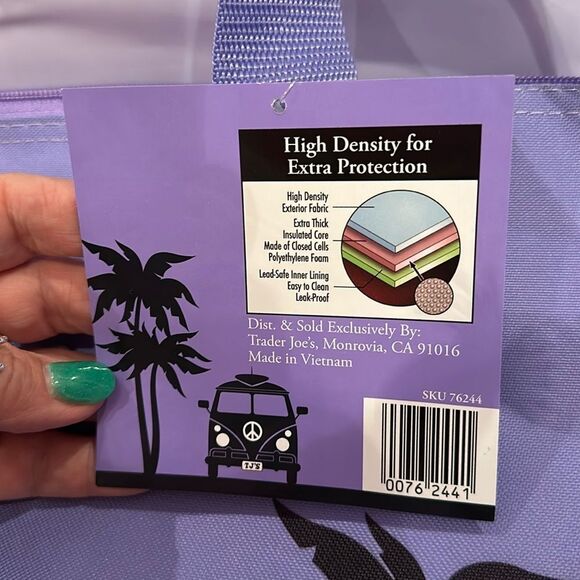 High Density for
Extra Protection
High Density
Exterior Fabric
Extra Thick
Insulated Core
Made of Closed Cells
Polyethylene Foam
Lead-Safe Inner Lining
Easy to Clean
Leak-Proof
Dist. & Sold Exclusively By:
Trader Joe's, Monrovia, CA 91016
Made in Vietnam
SKU 76244
TJ'S
0076 2441